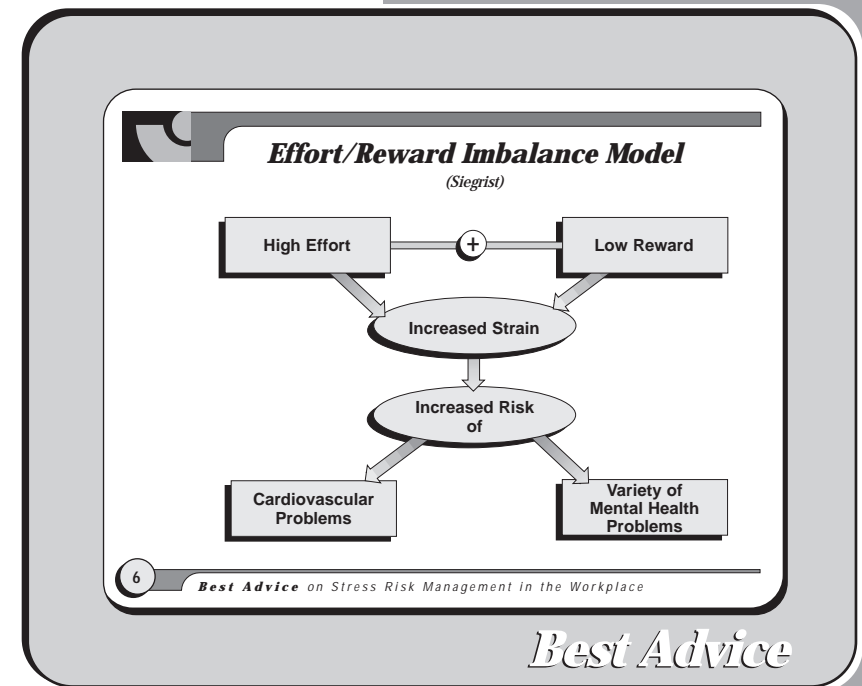 Effort/Reward Imbalance Model
(Siegrist)
High Effort
+
Low Reward
Increased Strain
Increased Risk
of
Cardiovascular
Problems
Variety of
Mental Health
Problems
6
Best Advice on Stress Risk Management in the Workplace
Best Advice